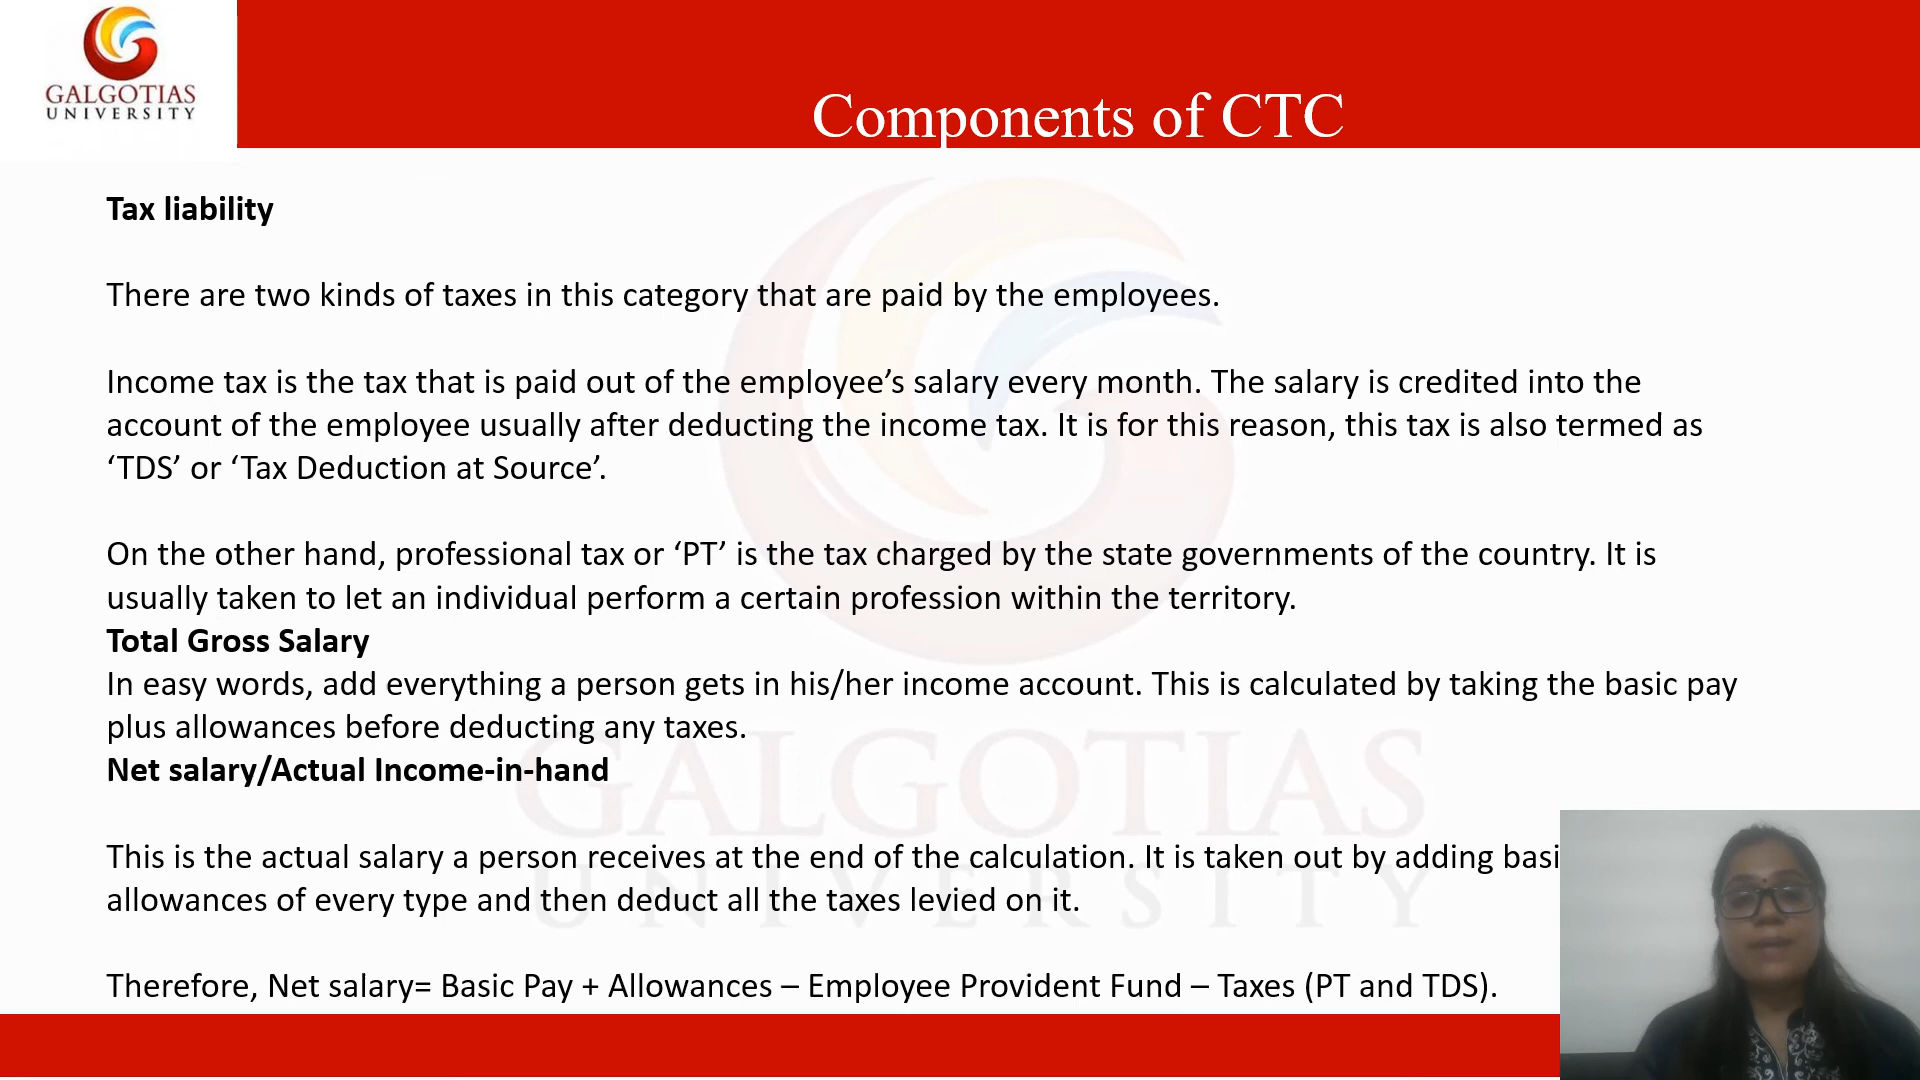 GALGOTIAS
UNIVERSITY
Components of CTC
Tax liability
There are two kinds of taxes in this category that are paid by the employees.
Income tax is the tax that is paid out of the employee’s salary every month. The salary is credited into the
account of the employee usually after deducting the income tax. It is for this reason, this tax is also termed as
‘TDS’ or ‘Tax Deduction at Source’.
On the other hand, professional tax or ‘PT’ is the tax charged by the state governments of the country. It is
usually taken to let an individual perform a certain profession within the territory.
Total Gross Salary
In easy words, add everything a person gets in his/her income account. This is calculated by taking the basic pay
plus allowances before deducting any taxes.
Net salary/Actual Income-in-hand
This is the actual salary a person receives at the end of the calculation. It is taken out by adding basi
allowances of every type and then deduct all the taxes levied on it.
Therefore, Net salary= Basic Pay + Allowances – Employee Provident Fund – Taxes (PT and TDS).
GALGOTIAS
UNIVERSITY